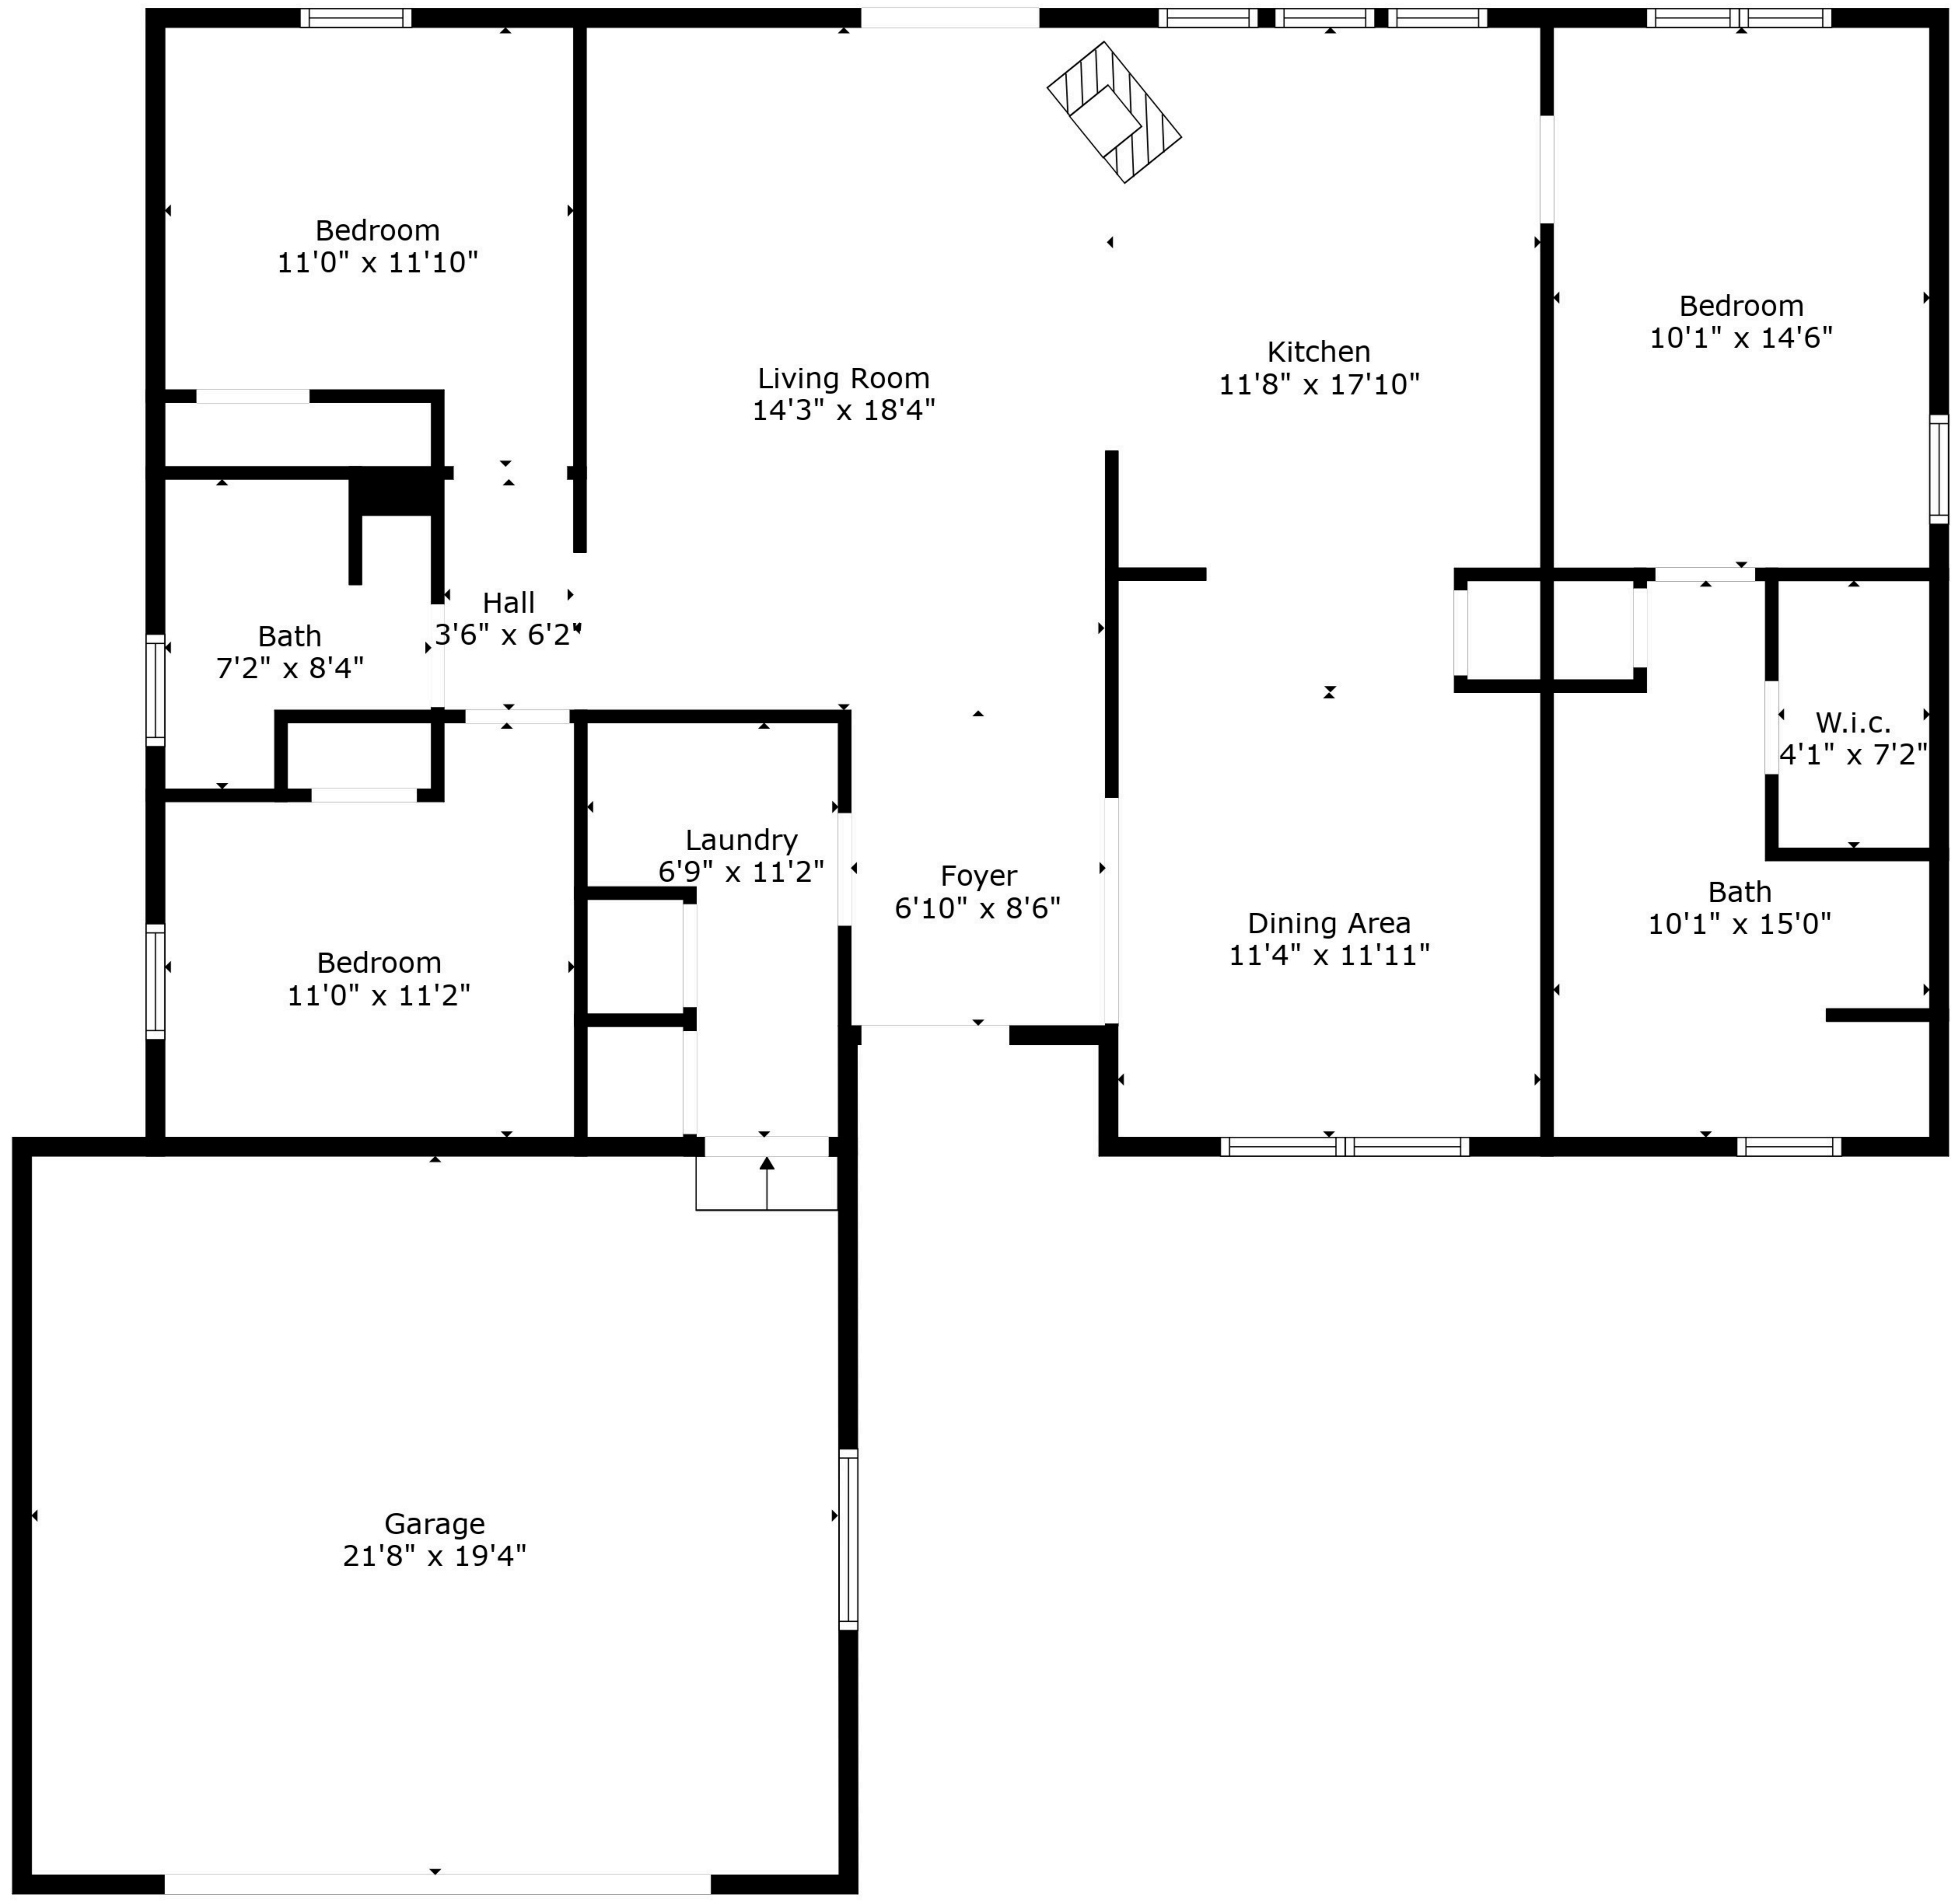 Bedroom
11'0" x 11'10"
Bedroom
10'1" x 14'6"
Kitchen
11'8" x 17'10"
Living Room
14'3" x 18'4"
Hall
3'6" x 6'2"
Bath
7'2" x 8'4"
W.i.c.
4'1" x 7'2"
Laundry
6'9" x 11'2"
Foyer
6'10" x 8'6"
Bath
10'1" x 15'0"
Dining Area
11'4" x 11'11"
Bedroom
11'0" x 11'2"
Garage
21'8" x 19'4"